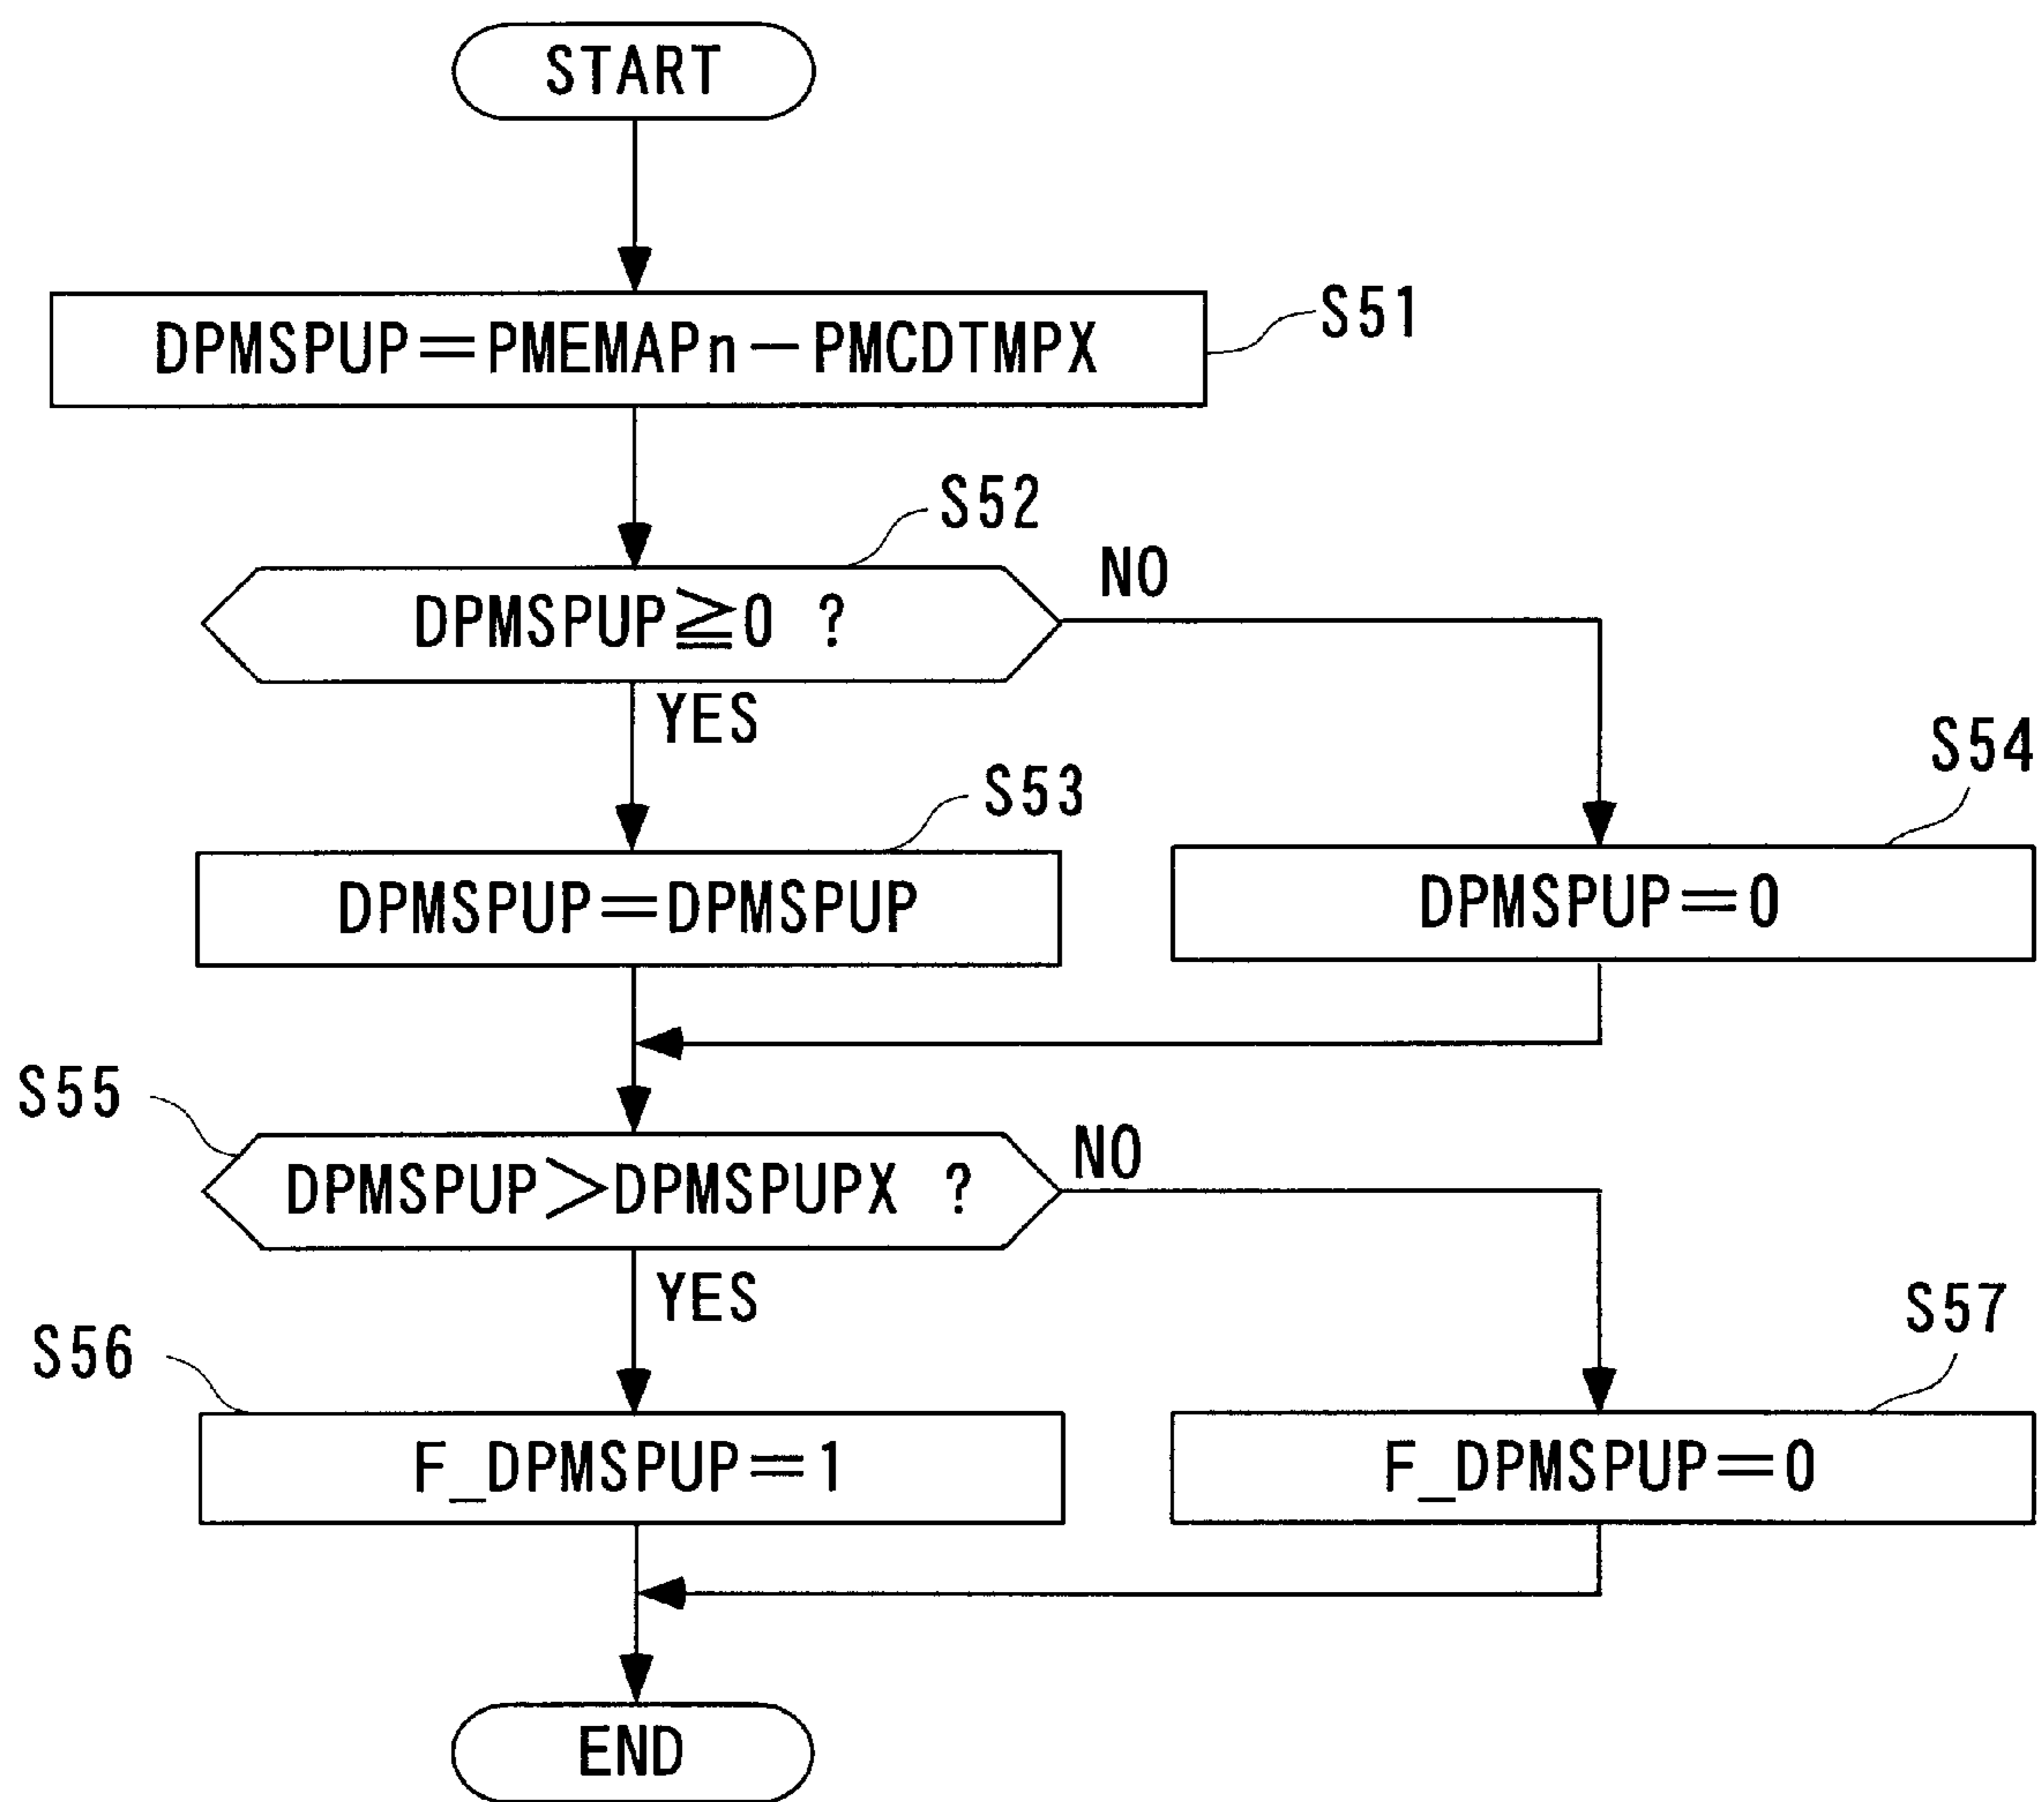 START
DPMSPUP=PMEMAPn-PMCDTMPX
S51
S52
DPMSPUP≧0 ?
NO
YES
S53
S54
DPMSPUP=DPMSPUP
DPMSPUP=0
S55
DPMSPUP>DPMSPUPX ?
NO
YES
S56
S57
F_DPMSPUP=1
F_DPMSPUP=0
END